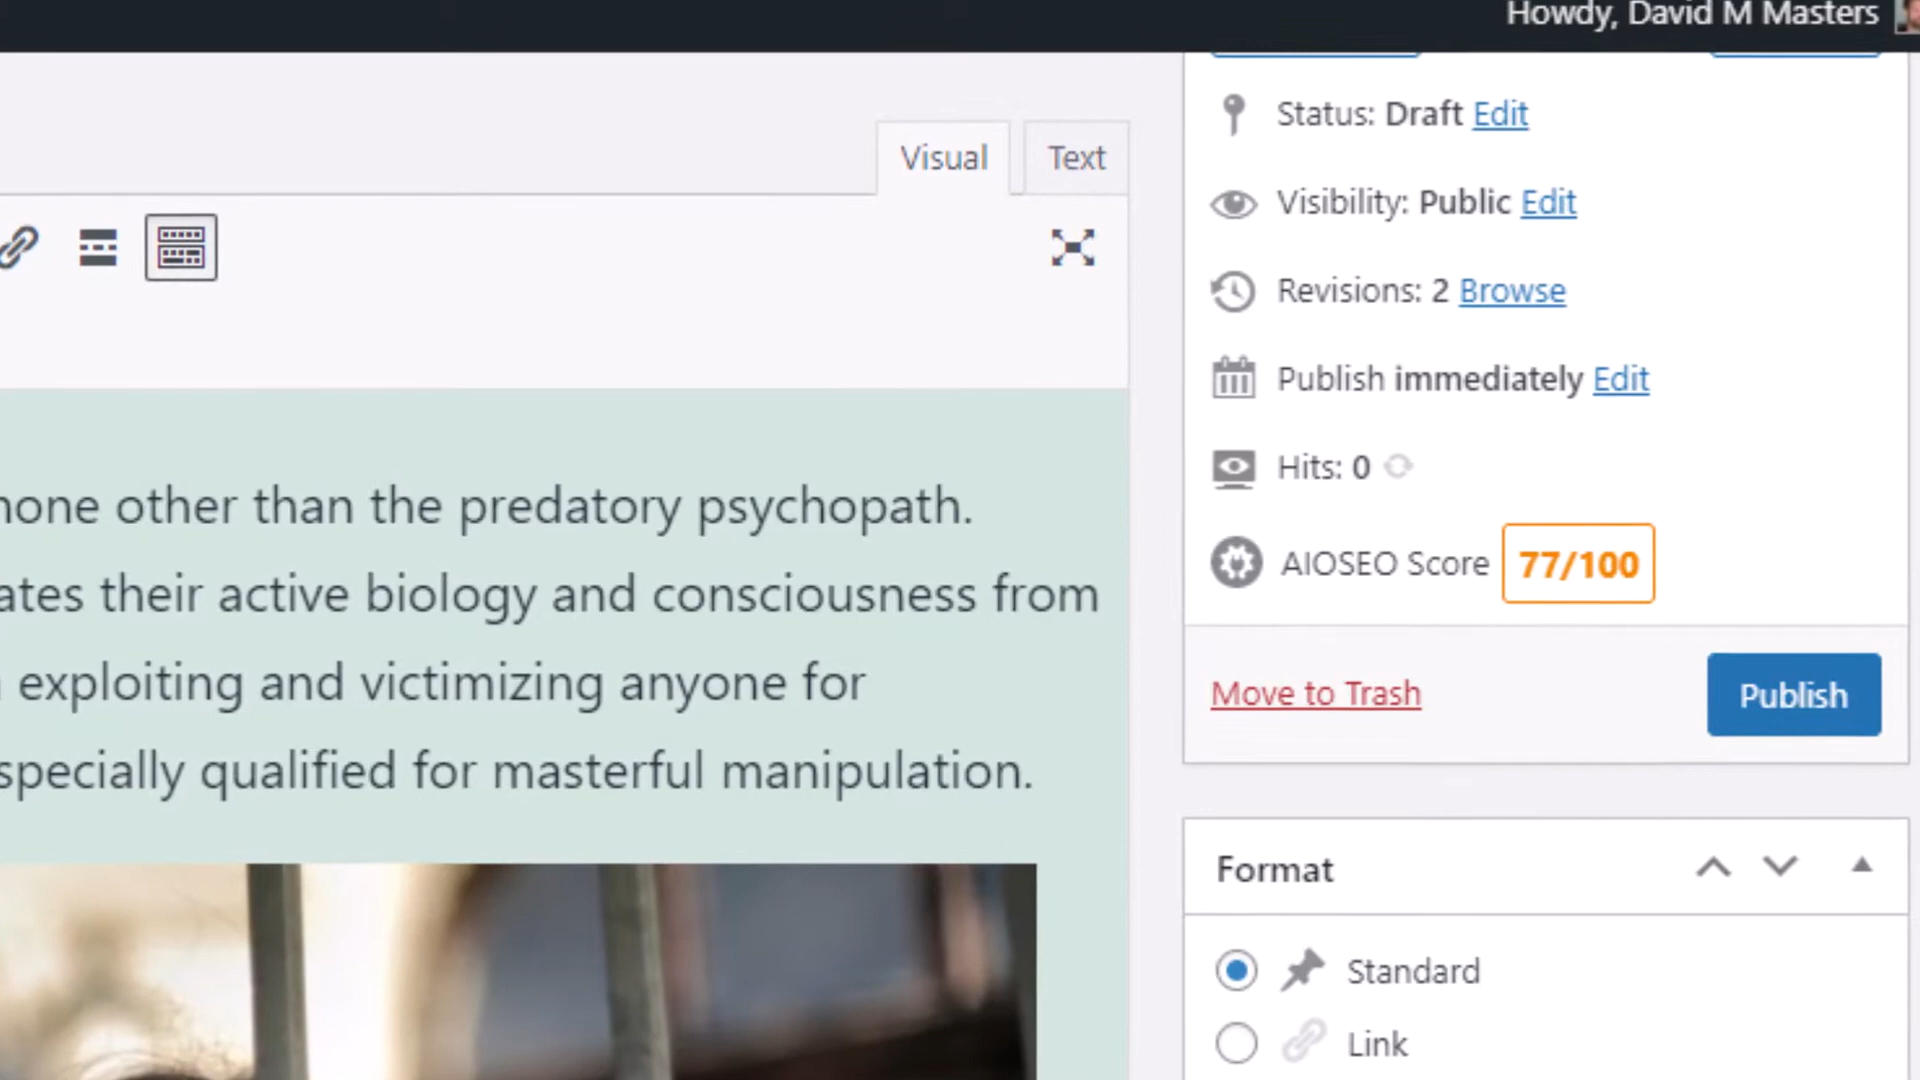 Howdy, David M Masters
Visual
Text
Status: Draft Edit
Visibility: Public Edit
Revisions: 2 Browse
Publish immediately Edit
Hits: 0
AIOSEO Score 77/100
Move to Trash
Publish
none other than the predatory psychopath.
their active biology and consciousness from
exploiting and victimizing anyone for
qualified for masterful manipulation.
Format
Standard
Link